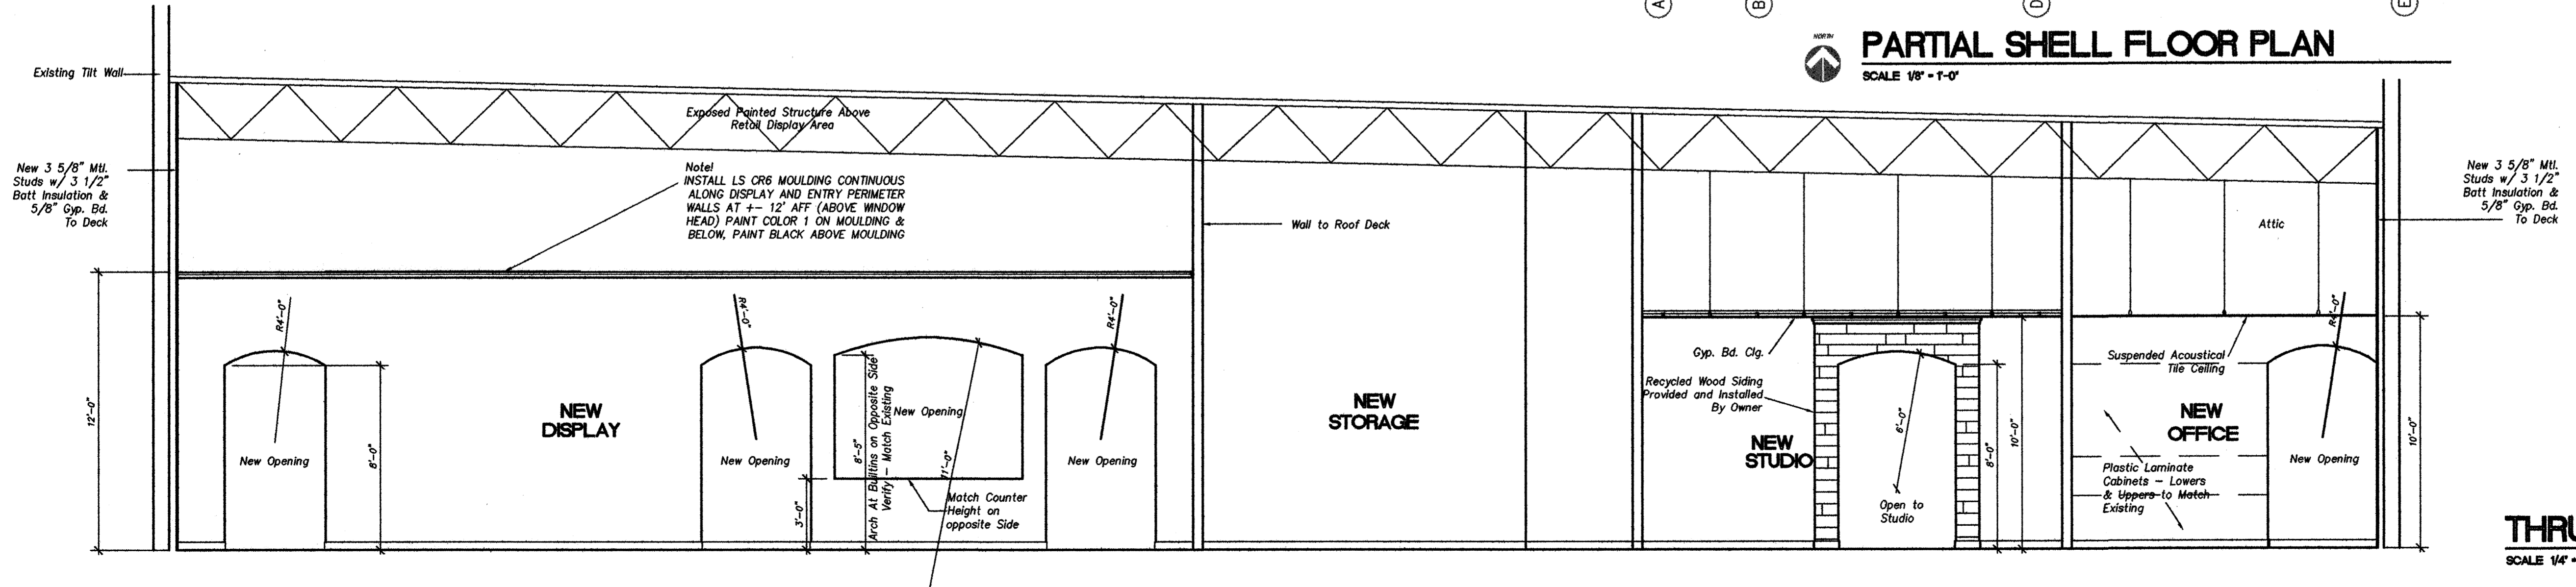 A
B
D
E
NORTH
PARTIAL SHELL FLOOR PLAN
SCALE 1/8" = 1'-0"
Existing Tilt Wall
Exposed Painted Structure Above
Retail Display Area
New 3 5/8" Mtl.
Studs w/ 3 1/2"
Batt Insulation &
5/8" Gyp. Bd.
To Deck
Note!
INSTALL LS CR6 MOULDING CONTINUOUS
ALONG DISPLAY AND ENTRY PERIMETER
WALLS AT +- 12' AFF (ABOVE WINDOW
HEAD) PAINT COLOR 1 ON MOULDING &
BELOW, PAINT BLACK ABOVE MOULDING
Wall to Roof Deck
Attic
New 3 5/8" Mtl.
Studs w/ 3 1/2"
Batt Insulation &
5/8" Gyp. Bd.
To Deck
12'-0"
R4'-0"
New Opening
8'-0"
NEW
DISPLAY
R4'-0"
New Opening
3'-0"
8'-5"
Arch At Builtins on Opposite Side
Verify - Match Existing
New Opening
11'-0"
Match Counter
Height on
opposite Side
R4'-0"
New Opening
NEW
STORAGE
Gyp. Bd. Clg.
Recycled Wood Siding
Provided and Installed
By Owner
NEW
STUDIO
6'-0"
Open to
Studio
8'-0"
10'-0"
Suspended Acoustical
Tile Ceiling
NEW
OFFICE
Plastic Laminate
Cabinets - Lowers
& Uppers to Match
Existing
R4'-0"
New Opening
10'-0"
THRU
SCALE 1/4" =